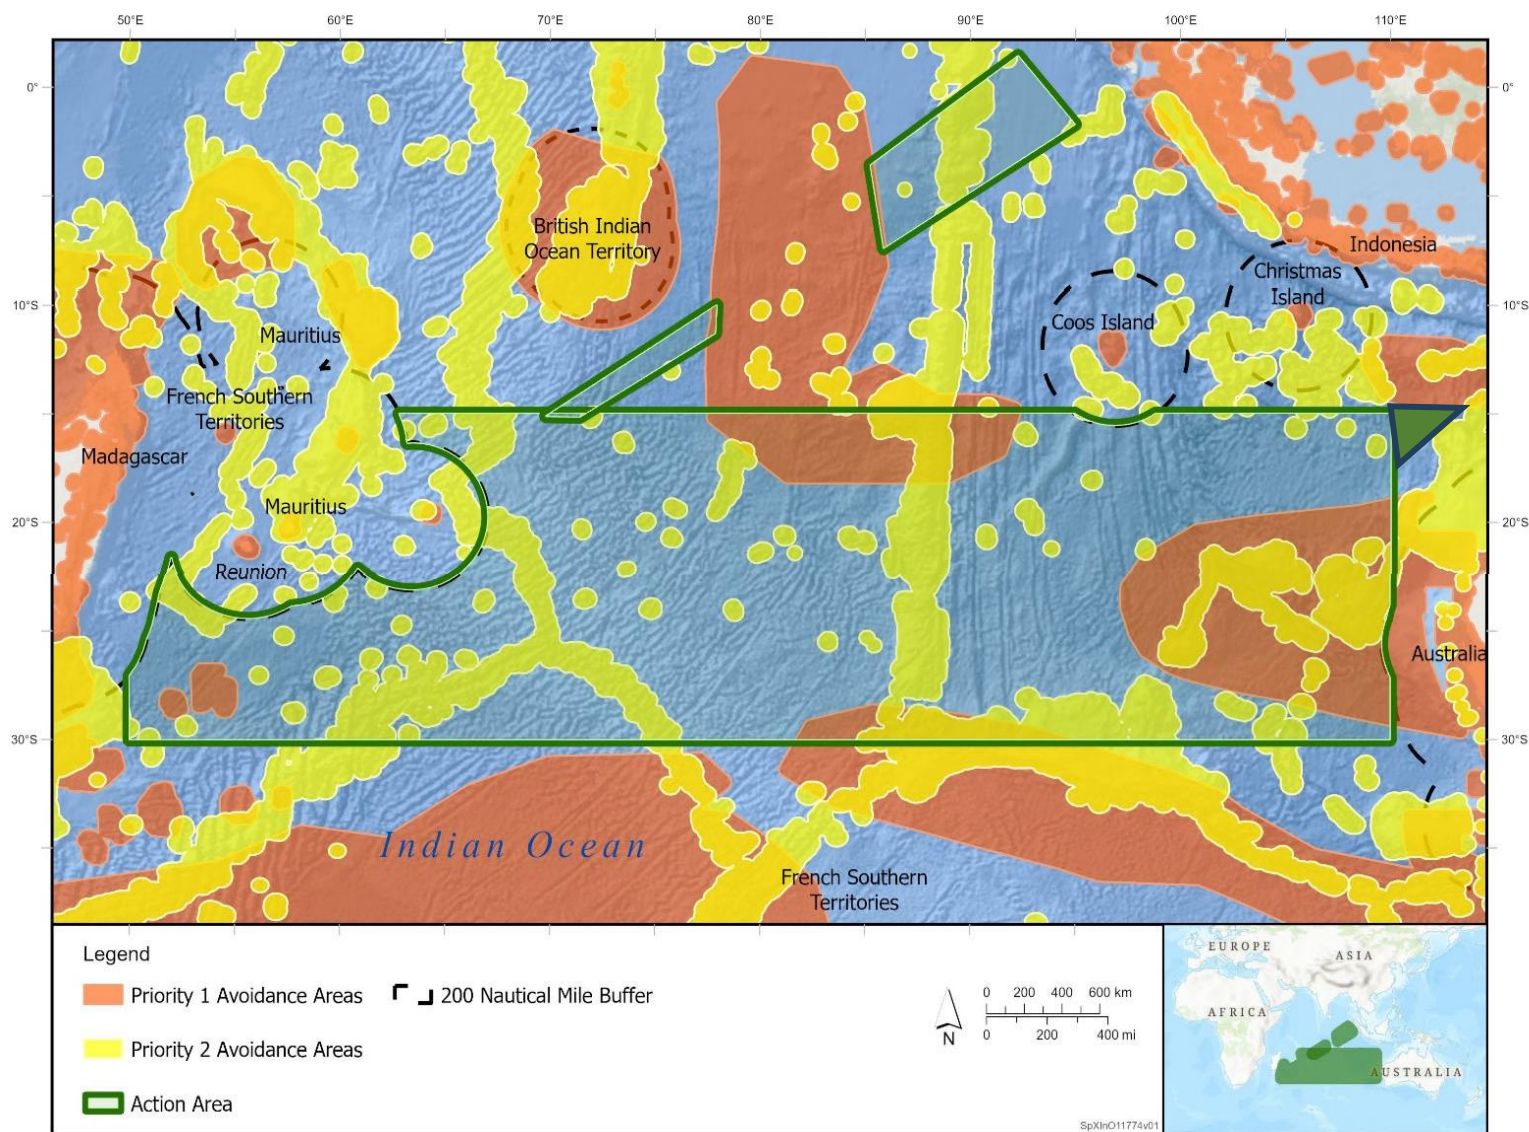 50°E
60°E
70°E
80°E
90°E
100°E
110°E
0°
0°
British Indian
Ocean Territory
Indonesia
Christmas
Island
10°S
10°S
Mauritius
Coos Island
French Southern
Territories
Madagascar
Mauritius
20°S
20°S
Reunion
Australia
30°S
30°S
Indian Ocean
French Southern
Territories
Legend
Priority 1 Avoidance Areas
200 Nautical Mile Buffer
Priority 2 Avoidance Areas
Action Area
N
0 200 400 600 km
0 200 400 mi
SpXInO11774v01
EUROPE
ASIA
AFRICA
AUSTRALIA